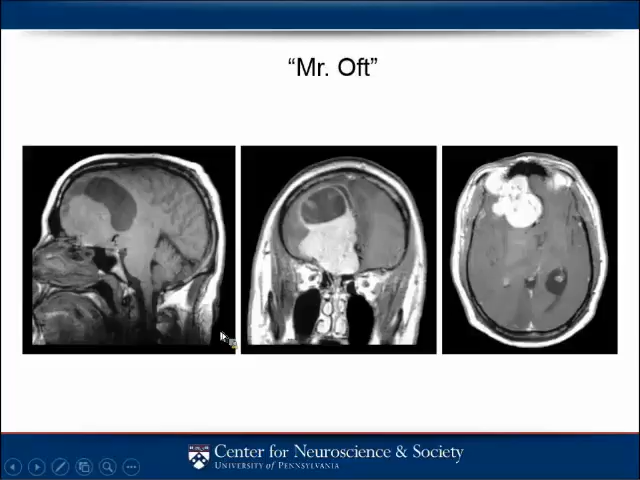 “Mr. Oft”
Center for Neuroscience & Society
UNIVERSITY of PENNSYLVANIA